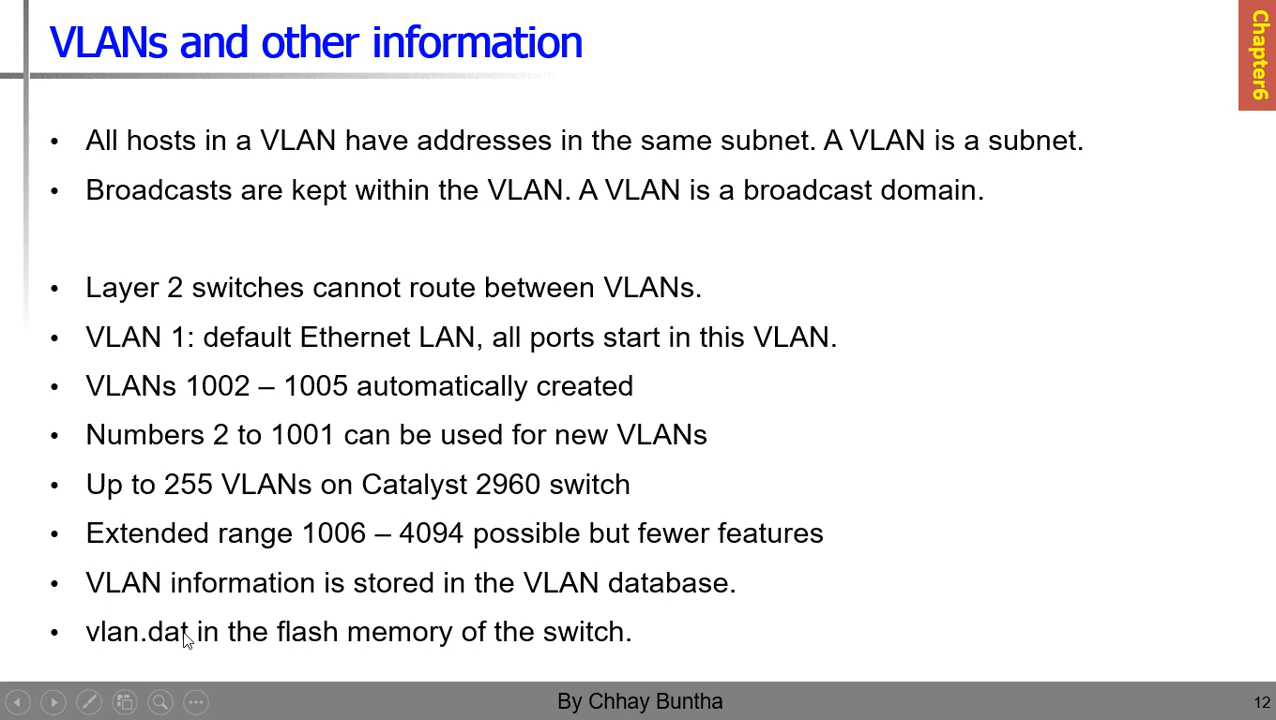 VLANs and other information
Chapter6
• All hosts in a VLAN have addresses in the same subnet. A VLAN is a subnet.
• Broadcasts are kept within the VLAN. A VLAN is a broadcast domain.
• Layer 2 switches cannot route between VLANs.
• VLAN 1: default Ethernet LAN, all ports start in this VLAN.
• VLANs 1002 – 1005 automatically created
• Numbers 2 to 1001 can be used for new VLANs
• Up to 255 VLANs on Catalyst 2960 switch
• Extended range 1006 – 4094 possible but fewer features
• VLAN information is stored in the VLAN database.
• vlan.dat in the flash memory of the switch.
By Chhay Buntha
12